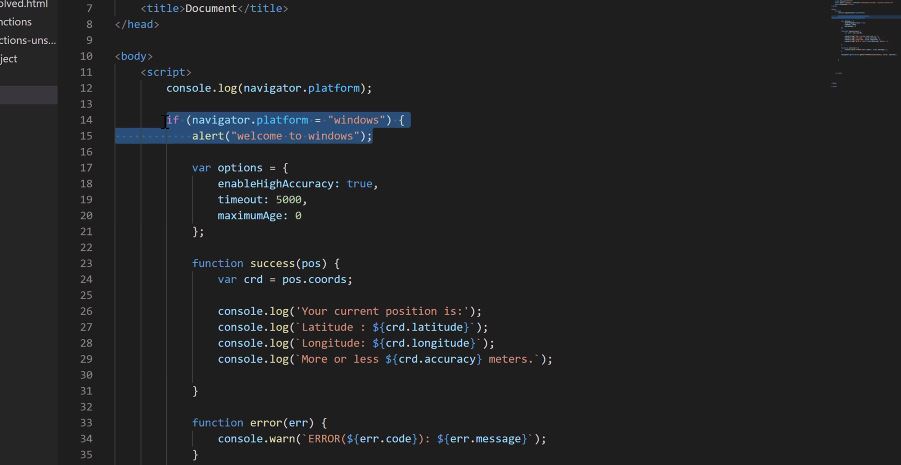 olved.html
nctions
ctions-uns...
ject
7 <title>Document</title>
8 </head>
9
10 <body>
11 <script>
12 console.log(navigator.platform);
13
14 if (navigator.platform = "windows") {
15 alert("welcome to windows");
16
17 var options = {
18 enableHighAccuracy: true,
19 timeout: 5000,
20 maximumAge: 0
21 };
22
23 function success(pos) {
24 var crd = pos.coords;
25
26 console.log('Your current position is:');
27 console.log(`Latitude : ${crd.latitude}`);
28 console.log(`Longitude: ${crd.longitude}`);
29 console.log(`More or less ${crd.accuracy} meters.`);
30
31 }
32
33 function error(err) {
34 console.warn(`ERROR(${err.code}): ${err.message}`);
35 }